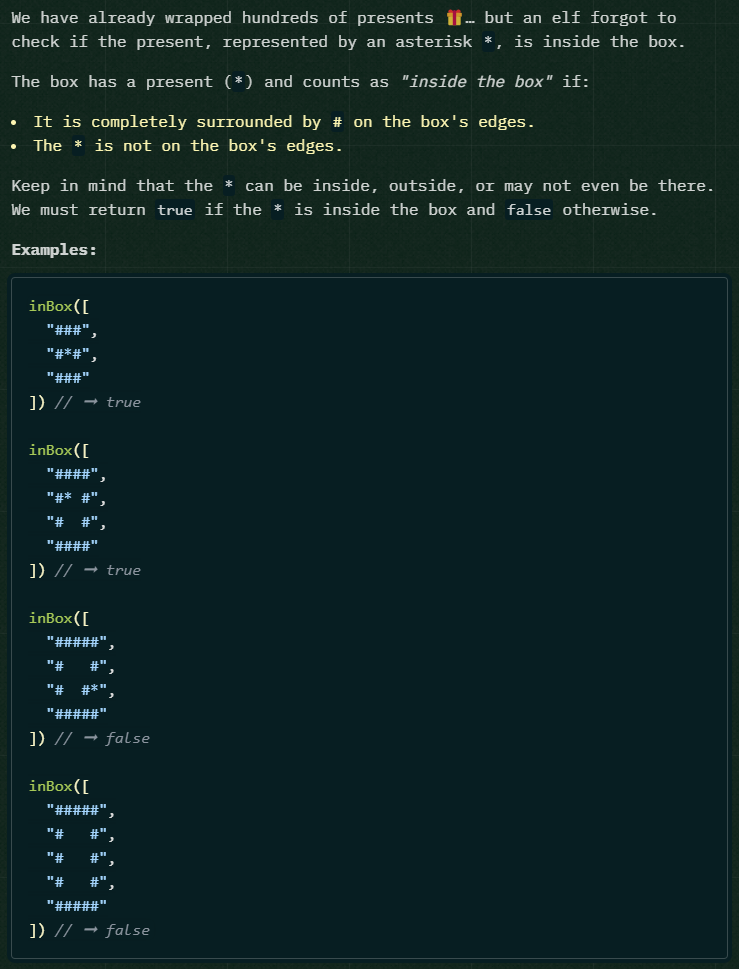 We have already wrapped hundreds of presents 🎁… but an elf forgot to
check if the present, represented by an asterisk *, is inside the box.
The box has a present (*) and counts as "inside the box" if:
• It is completely surrounded by # on the box's edges.
• The * is not on the box's edges.
Keep in mind that the * can be inside, outside, or may not even be there.
We must return true if the * is inside the box and false otherwise.
Examples:
inBox([
  "###",
  "#*#",
  "###"
]) // ➞ true
inBox([
  "####",
  "#* #",
  "#  #",
  "####"
]) // ➞ true
inBox([
  "#####",
  "#   #",
  "#  #*",
  "#####"
]) // ➞ false
inBox([
  "#####",
  "#   #",
  "#   #",
  "#   #",
  "#####"
]) // ➞ false